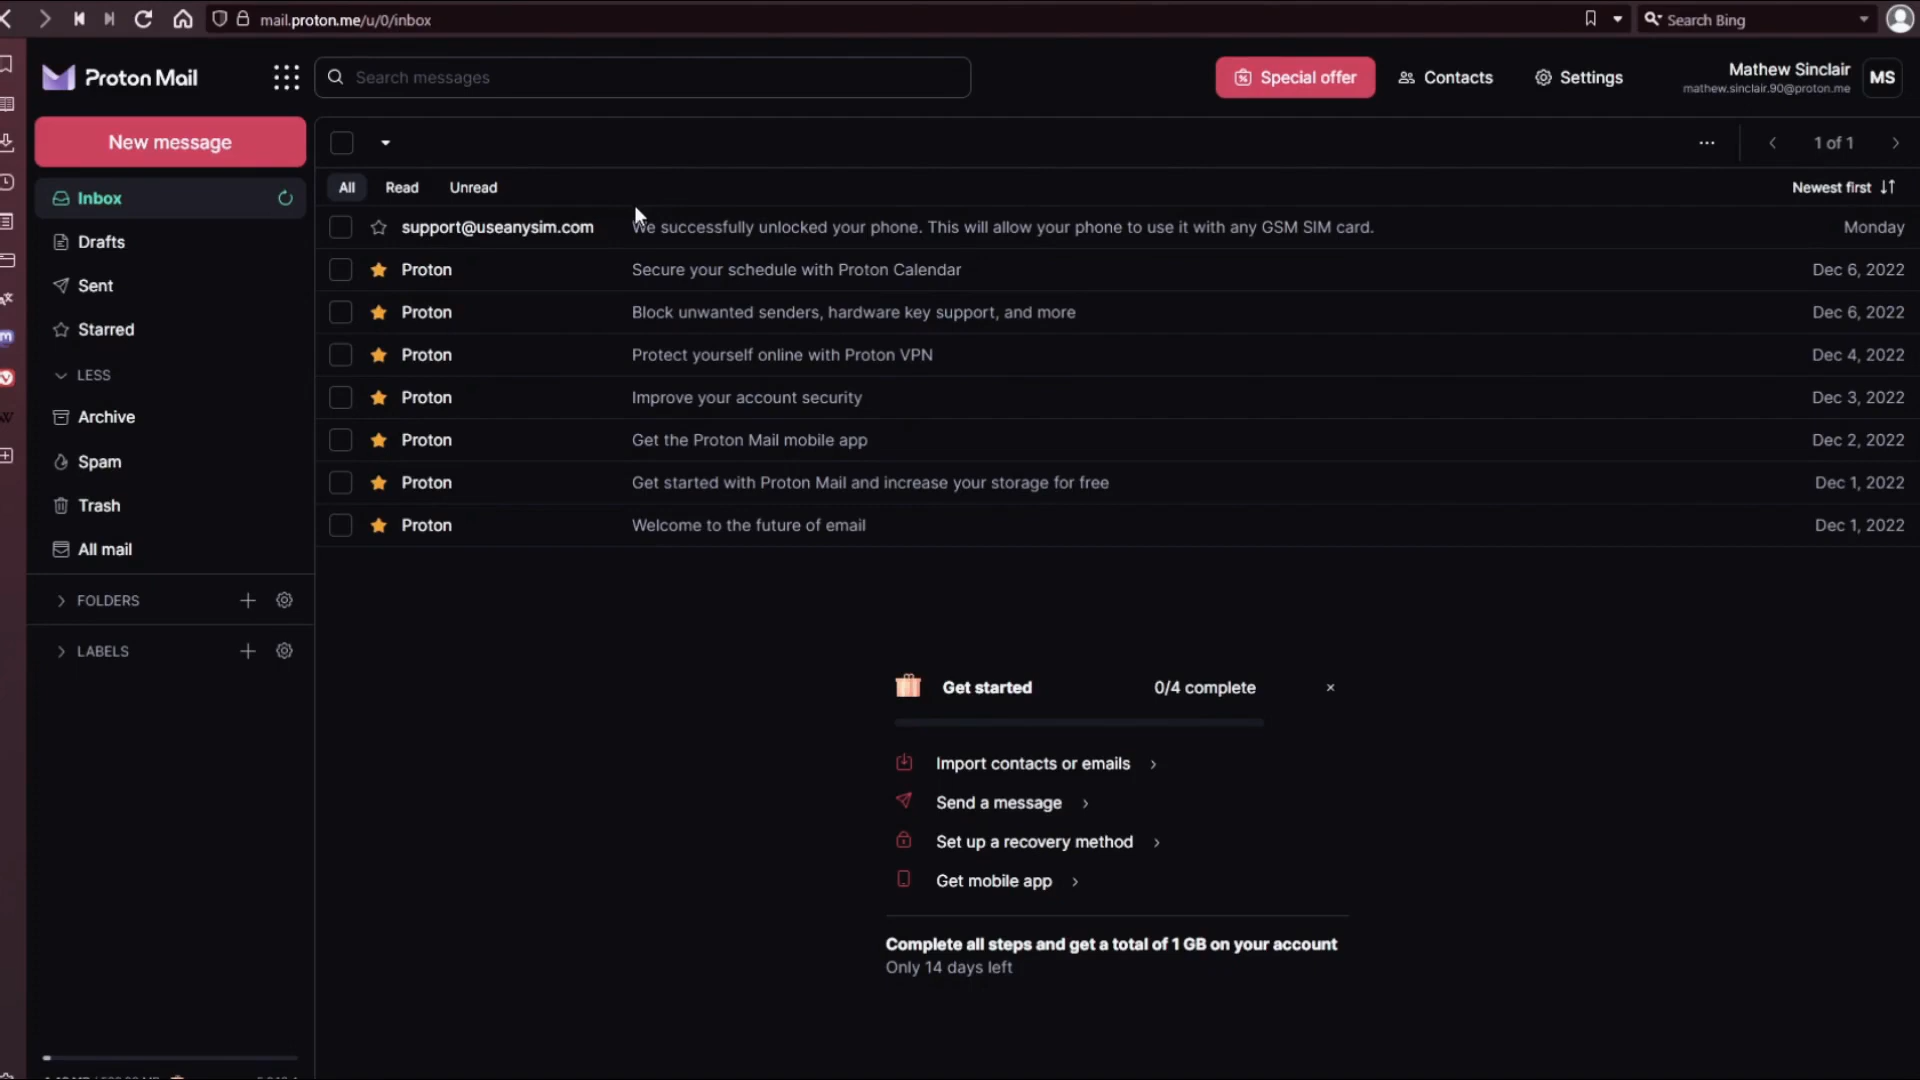 mail.proton.me/u/0/inbox
Search Bing
Proton Mail
Search messages
Special offer
Contacts
Settings
Mathew Sinclair
mathew.sinclair.90@proton.me
MS
New message
1 of 1
Inbox
All
Read
Unread
Newest first
support@useanysim.com We successfully unlocked your phone. This will allow your phone to use it with any GSM SIM card. Monday
Proton Secure your schedule with Proton Calendar Dec 6, 2022
Proton Block unwanted senders, hardware key support, and more Dec 6, 2022
Proton Protect yourself online with Proton VPN Dec 4, 2022
Proton Improve your account security Dec 3, 2022
Proton Get the Proton Mail mobile app Dec 2, 2022
Proton Get started with Proton Mail and increase your storage for free Dec 1, 2022
Proton Welcome to the future of email Dec 1, 2022
Drafts
Sent
Starred
LESS
Archive
Spam
Trash
All mail
FOLDERS
LABELS
Get started 0/4 complete
Import contacts or emails
Send a message
Set up a recovery method
Get mobile app
Complete all steps and get a total of 1 GB on your account
Only 14 days left